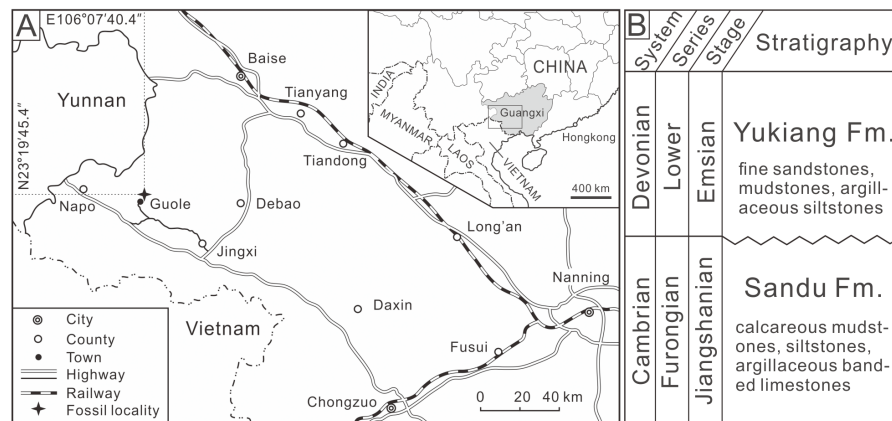 A
E106°07'40.4"
N23°19'45.4"
Baise
Tianyang
Yunnan
Tiandong
Napo
Guole
Debao
Jingxi
Long'an
Nanning
Daxin
Vietnam
Fusui
Chongzuo
CHINA
INDIA
MYANMAR
LAOS
VIETNAM
Guangxi
Hongkong
400 km
City
County
Town
Highway
Railway
Fossil locality
0 20 40 km
B
System
Series
Stage
Stratigraphy
Devonian
Lower
Emsian
Yukiang Fm.
fine sandstones,
mudstones, argill-
aceous siltstones
Cambrian
Furongian
Jiangshanian
Sandu Fm.
calcareous mudst-
ones, siltstones,
argillaceous band-
ed limestones